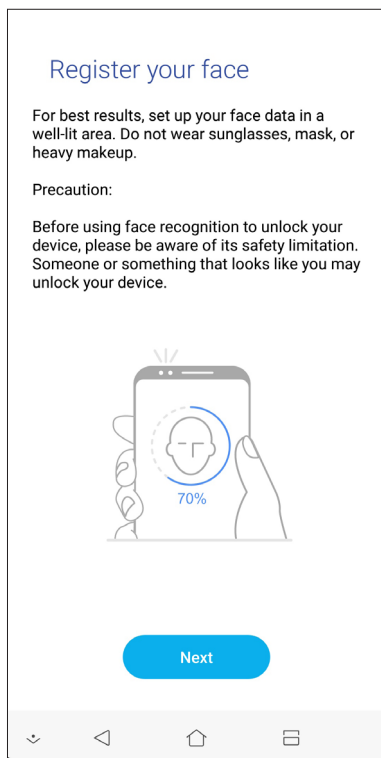 Register your face
For best results, set up your face data in a
well-lit area. Do not wear sunglasses, mask, or
heavy makeup.
Precaution:
Before using face recognition to unlock your
device, please be aware of its safety limitation.
Someone or something that looks like you may
unlock your device.
70%
Next